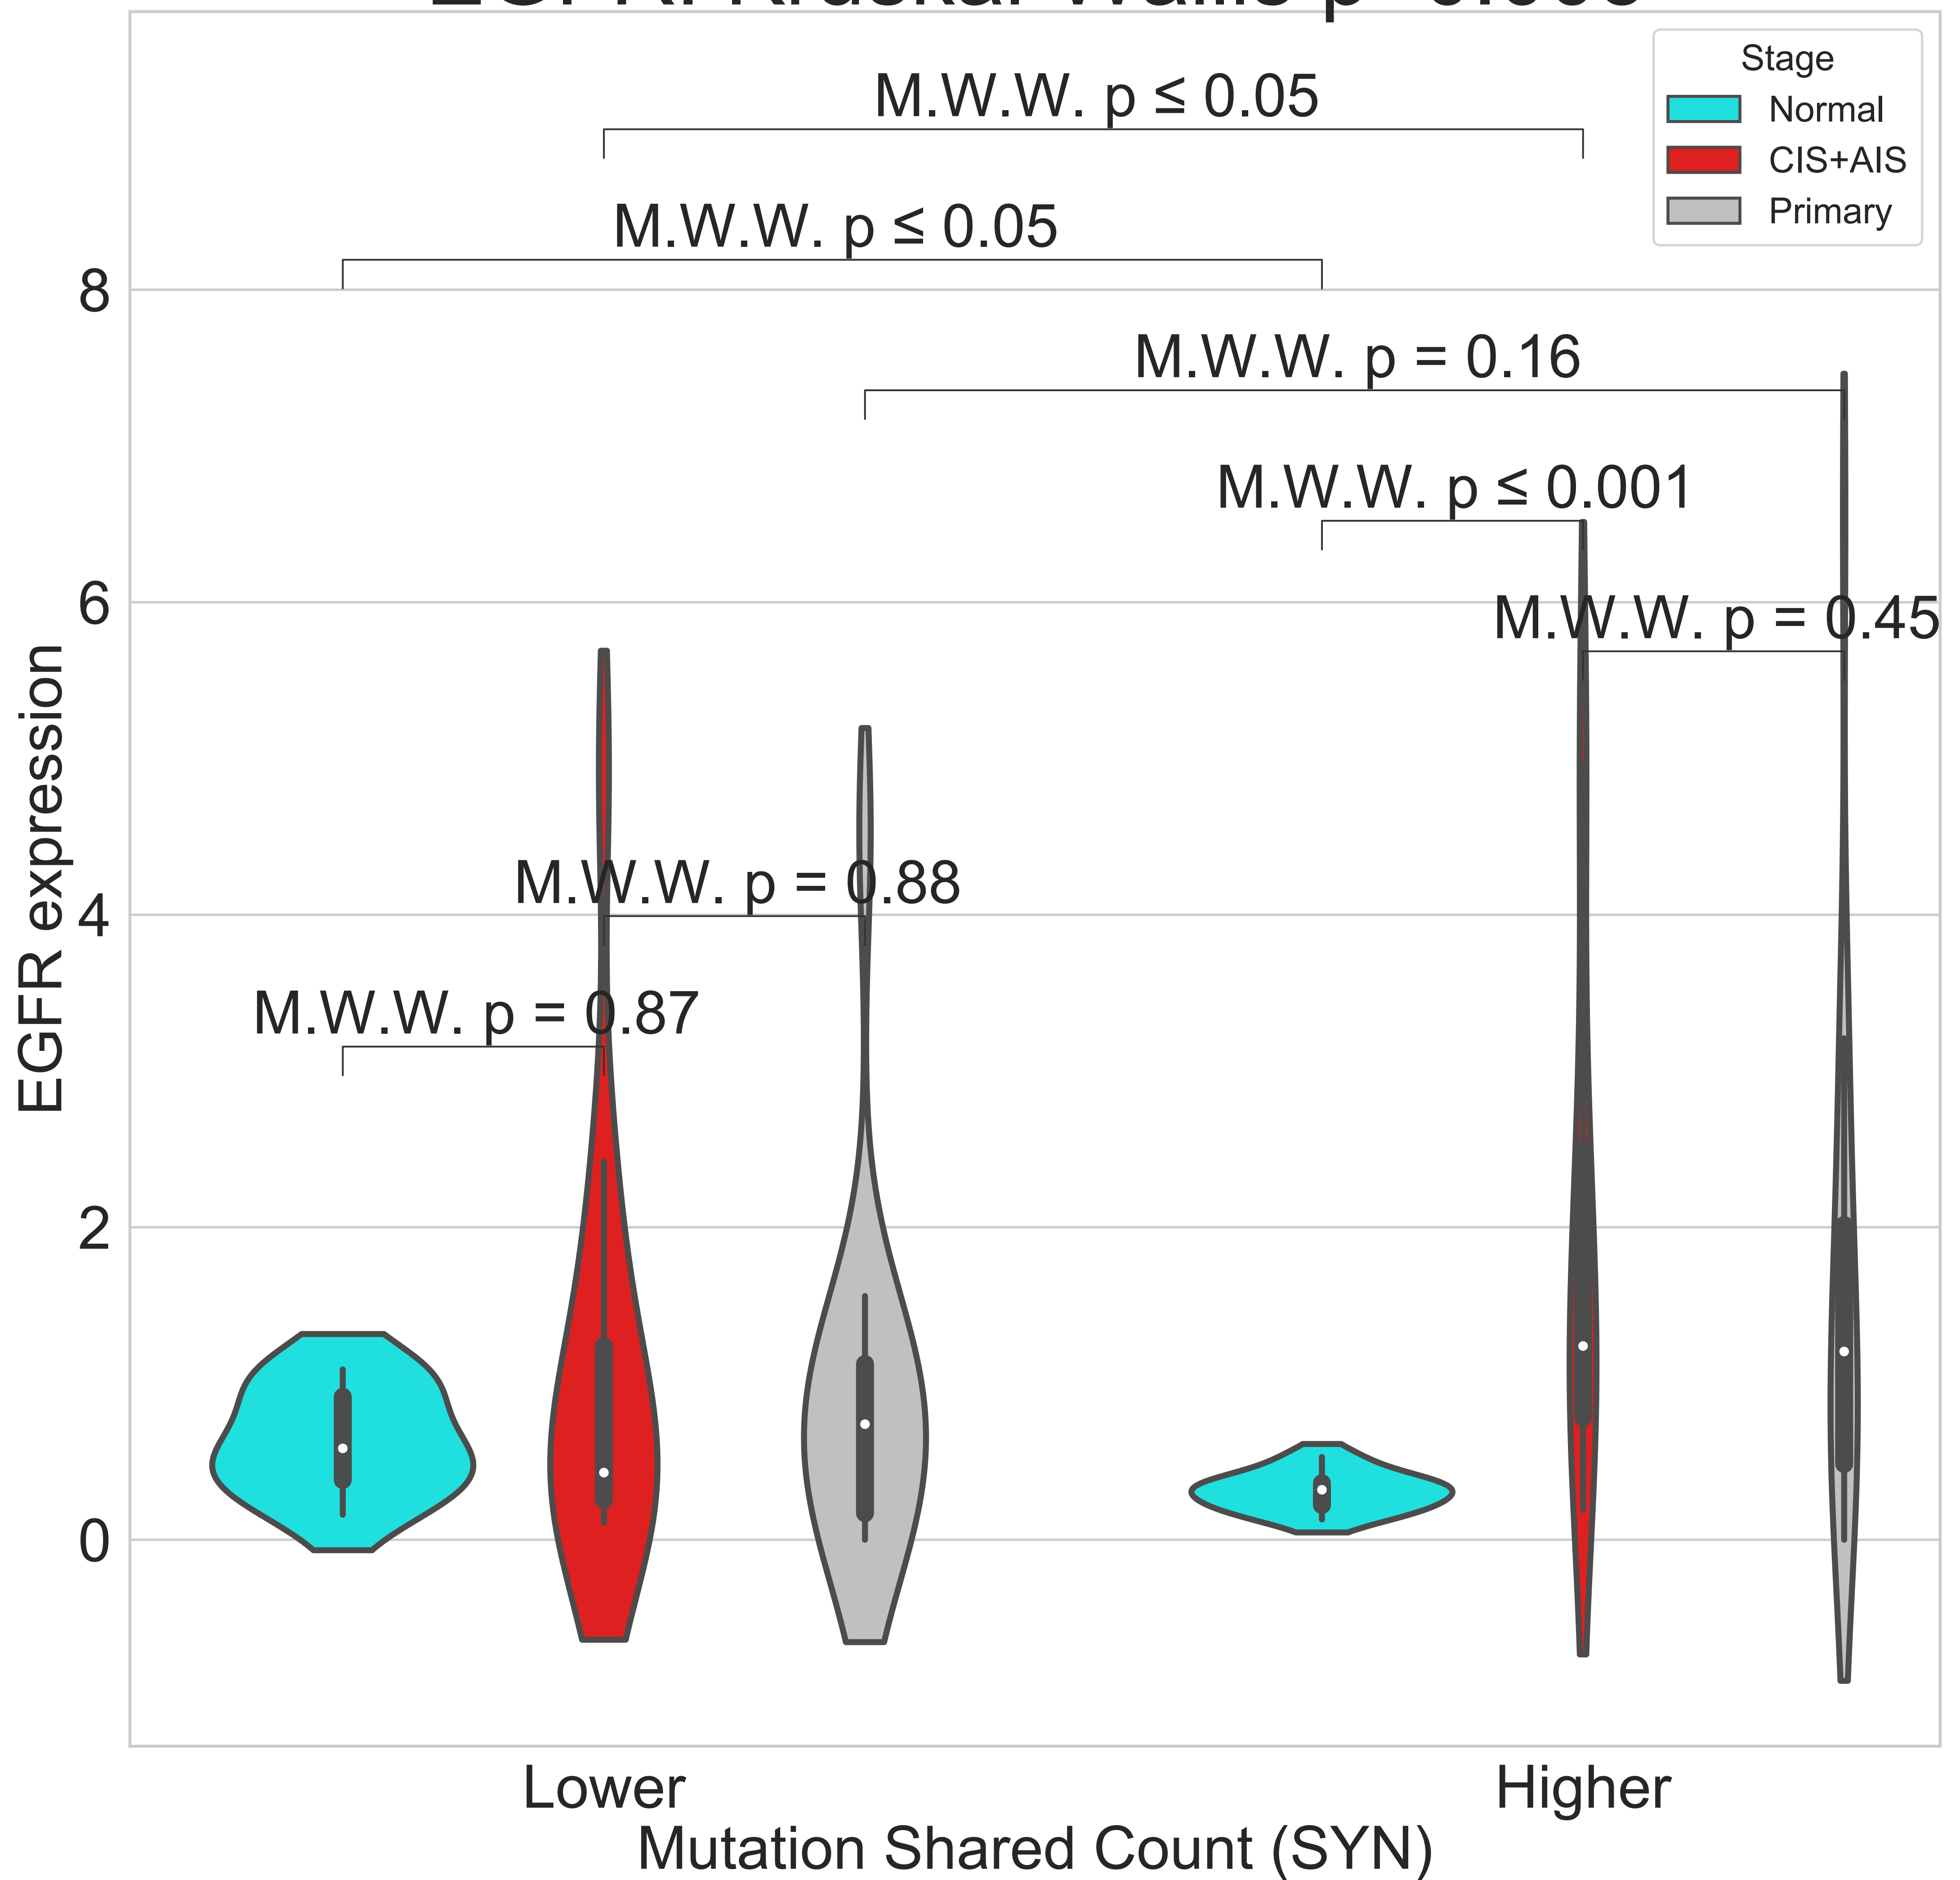 Stage
Normal
CIS+AIS
Primary
M.W.W. p ≤ 0.05
M.W.W. p ≤ 0.05
M.W.W. p = 0.16
M.W.W. p ≤ 0.001
M.W.W. p = 0.45
M.W.W. p = 0.88
M.W.W. p = 0.87
8
6
4
2
0
EGFR expression
Lower
Higher
Mutation Shared Count (SYN)